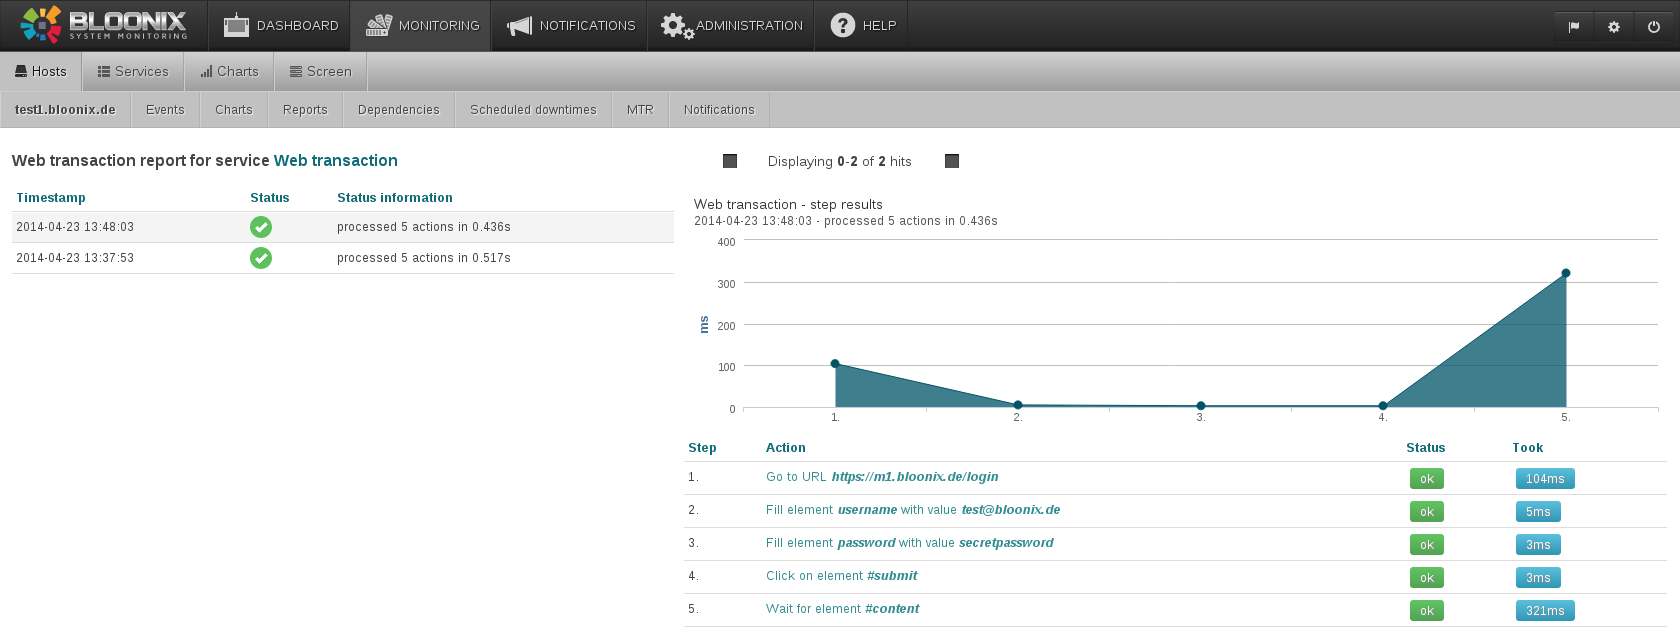 BLOONIX
SYSTEM MONITORING
DASHBOARD MONITORING NOTIFICATIONS ADMINISTRATION HELP
Hosts Services Charts Screen
test1.bloonix.de Events Charts Reports Dependencies Scheduled downtimes MTR Notifications
Web transaction report for service Web transaction
Timestamp Status Status information
2014-04-23 13:48:03 processed 5 actions in 0.436s
2014-04-23 13:37:53 processed 5 actions in 0.517s
Displaying 0-2 of 2 hits
Web transaction - step results
2014-04-23 13:48:03 - processed 5 actions in 0.436s
400
300
200
100
0
ms
1. 2. 3. 4. 5.
Step Action Status Took
1. Go to URL https://m1.bloonix.de/login ok 104ms
2. Fill element username with value test@bloonix.de ok 5ms
3. Fill element password with value secretpassword ok 3ms
4. Click on element #submit ok 3ms
5. Wait for element #content ok 321ms